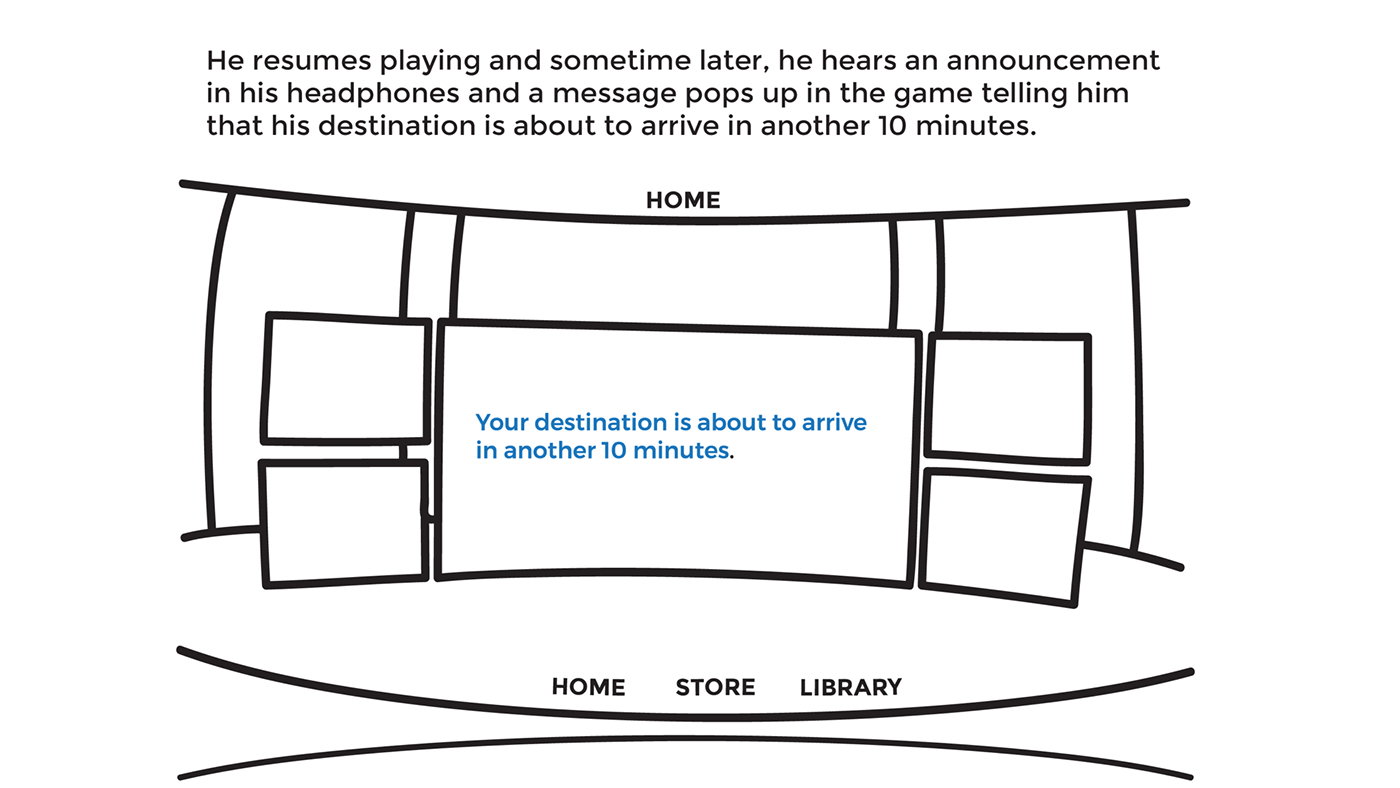 He resumes playing and sometime later, he hears an announcement
in his headphones and a message pops up in the game telling him
that his destination is about to arrive in another 10 minutes.
HOME
Your destination is about to arrive
in another 10 minutes.
HOME STORE LIBRARY